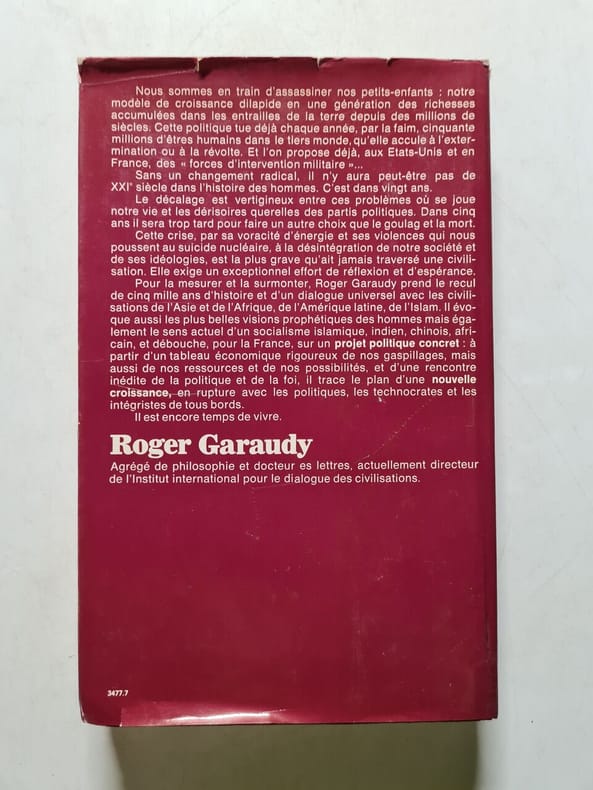 Nous sommes en train d'assassiner nos petits-enfants : notre
modèle de croissance dilapide en une génération des richesses
accumulées dans les entrailles de la terre depuis des millions de
siècles. Cette politique tue déjà chaque année, par la faim, cinquante
millions d'êtres humains dans le tiers monde, qu'elle accule à l'exter-
mination ou à la révolte. Et l'on propose déjà, aux Etats-Unis et en
France, des « forces d'intervention militaire »...
Sans un changement radical, il n'y aura peut-être pas de
XXIe siècle dans l'histoire des hommes. C'est dans vingt ans.
Le décalage est vertigineux entre ces problèmes où se joue
notre vie et les dérisoires querelles des partis politiques. Dans cinq
ans il sera trop tard pour faire un autre choix que le goulag et la mort.
Cette crise, par sa voracité d'énergie et ses violences qui nous
poussent au suicide nucléaire, à la désintégration de notre société et
de ses idéologies, est la plus grave qu'ait jamais traversé une civili-
sation. Elle exige un exceptionnel effort de réflexion et d'espérance.
Pour la mesurer et la surmonter, Roger Garaudy prend le recul
de cinq mille ans d'histoire et d'un dialogue universel avec les civili-
sations de l'Asie et de l'Afrique, de l'Amérique latine, de l'Islam. Il évo-
que aussi les plus belles visions prophétiques des hommes mais éga-
lement le sens actuel d'un socialisme islamique, indien, chinois, afri-
cain, et débouche, pour la France, sur un projet politique concret : à
partir d'un tableau économique rigoureux de nos gaspillages, mais
aussi de nos ressources et de nos possibilités, et d'une rencontre
inédite de la politique et de la foi, il trace le plan d'une nouvelle
croissance, en rupture avec les politiques, les technocrates et les
intégristes de tous bords.
Il est encore temps de vivre.
Roger Garaudy
Agrégé de philosophie et docteur es lettres, actuellement directeur
de l'Institut international pour le dialogue des civilisations.
3477.7